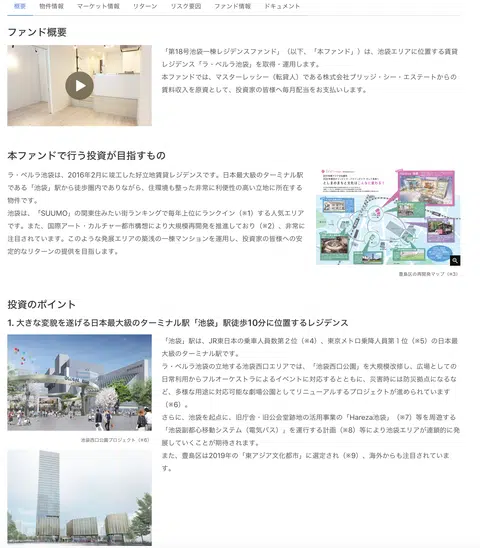 概要
物件情報
マーケット情報
リターン
リスク要因
ファンド情報
ドキュメント
ファンド概要
「第18号池袋一棟レジデンスファンド」（以下、「本ファンド」）は、池袋エリアに位置する賃貸
レジデンス「ラ・ペルラ池袋」を取得・運用します。
本ファンドでは、マスターレッシー（転貸人）である株式会社ブリッジ・シー・エステートからの
賃料収入を原資として、投資家の皆様へ毎月配当をお支払いします。
本ファンドで行う投資が目指すもの
ラ・ペルラ池袋は、2016年2月に竣工した好立地賃貸レジデンスです。日本最大級のターミナル駅
である「池袋」駅から徒歩圏内でありながら、住環境も整った非常に利便性の高い立地に所在する
物件です。
池袋は、「SUUMO」の関東住みたい街ランキングで毎年上位にランクイン（※1）する人気エリア
です。また、国際アート・カルチャー都市構想により大規模再開発を推進しており（※2）、非常に
注目されています。このような発展エリアの築浅の一棟マンションを運用し、投資家の皆様への安
定的なリターンの提供を目指します。
豊島区の再開発マップ（※3）
投資のポイント
1. 大きな変貌を遂げる日本最大級のターミナル駅「池袋」駅徒歩10分に位置するレジデンス
「池袋」駅は、JR東日本の乗車人員数第２位（※4）、東京メトロ乗降人員第１位（※5）の日本最
大級のターミナル駅です。
ラ・ペルラ池袋の立地する池袋西口エリアでは、「池袋西口公園」を大規模改修し、広場としての
日常利用からフルオーケストラによるイベントに対応するとともに、災害時には防災拠点になるな
ど、多様な用途に対応可能な劇場公園としてリニューアルするプロジェクトが進められています
（※6）。
さらに、池袋を起点に、旧庁舎・旧公会堂跡地の活用事業の「Hareza池袋」（※7）等を周遊する
「池袋副都心移動システム（電気バス）」を運行する計画（※8）等により池袋エリアが連鎖的に発
展していくことが期待されます。
また、豊島区は2019年の「東アジア文化都市」に選定され（※9）、海外からも注目されていま
す。
池袋西口公園プロジェクト（※6）